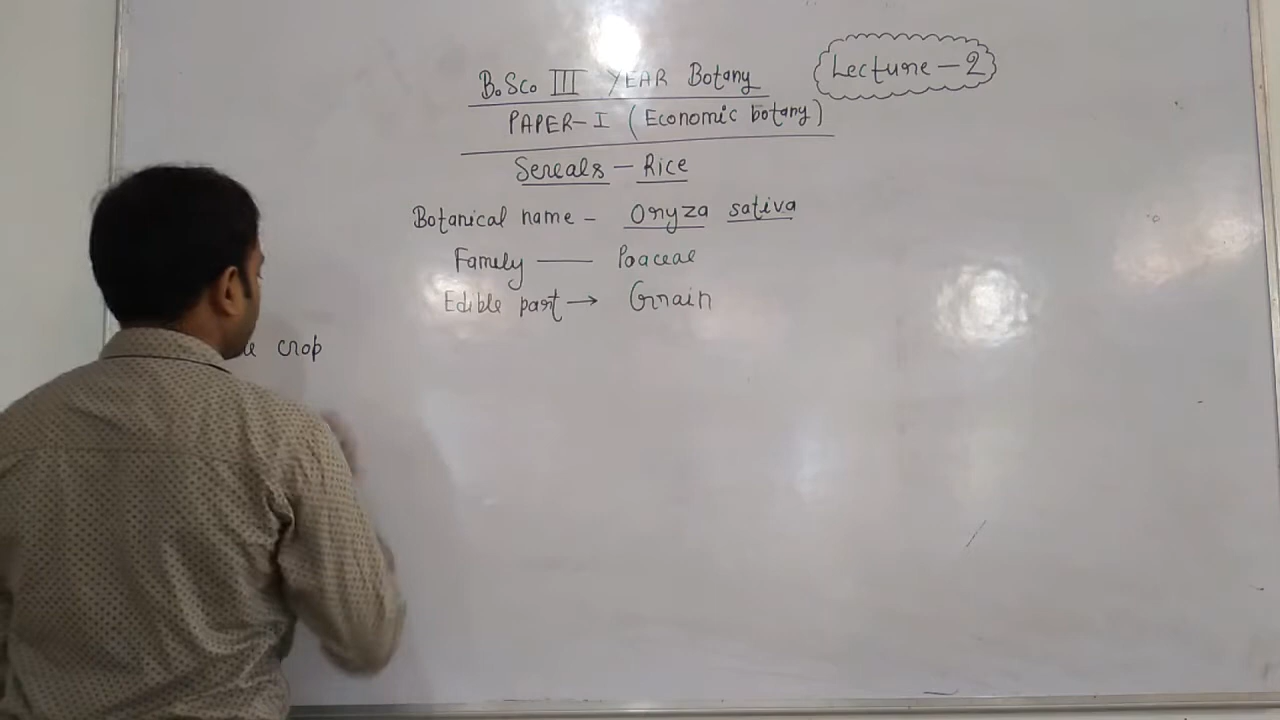 B.Sc. III YEAR Botany
Lecture - 2
PAPER-I (Economic botany)
Sereals - Rice
Botanical name - Oryza sativa
Family — Poaceae
Edible part → Grain
crop